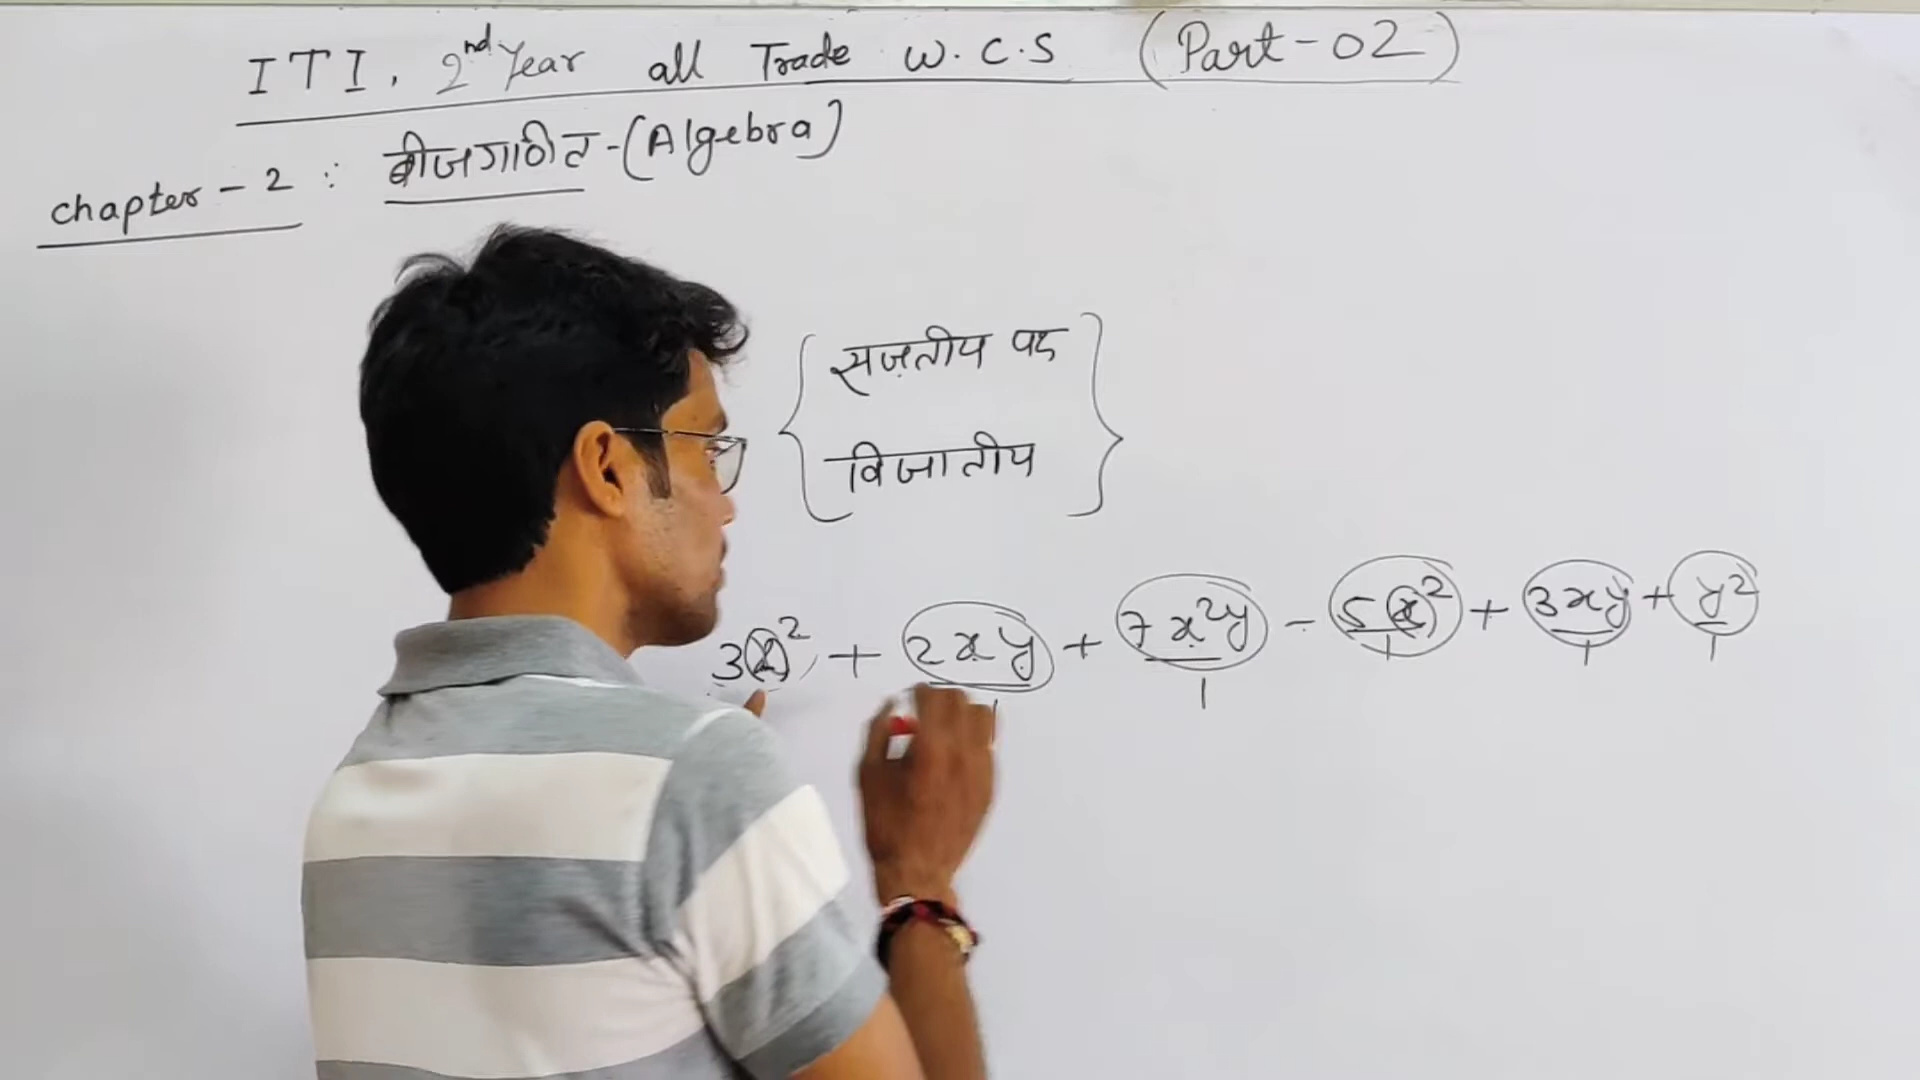 ITI, 2nd Year all Trade W.C.S (Part-02)
chapter-2 : बीजगणित-(Algebra)
{सजातीय पद
विजातीय}
3x² + 2xy + 7x²y - 5x² + 3xy + y²